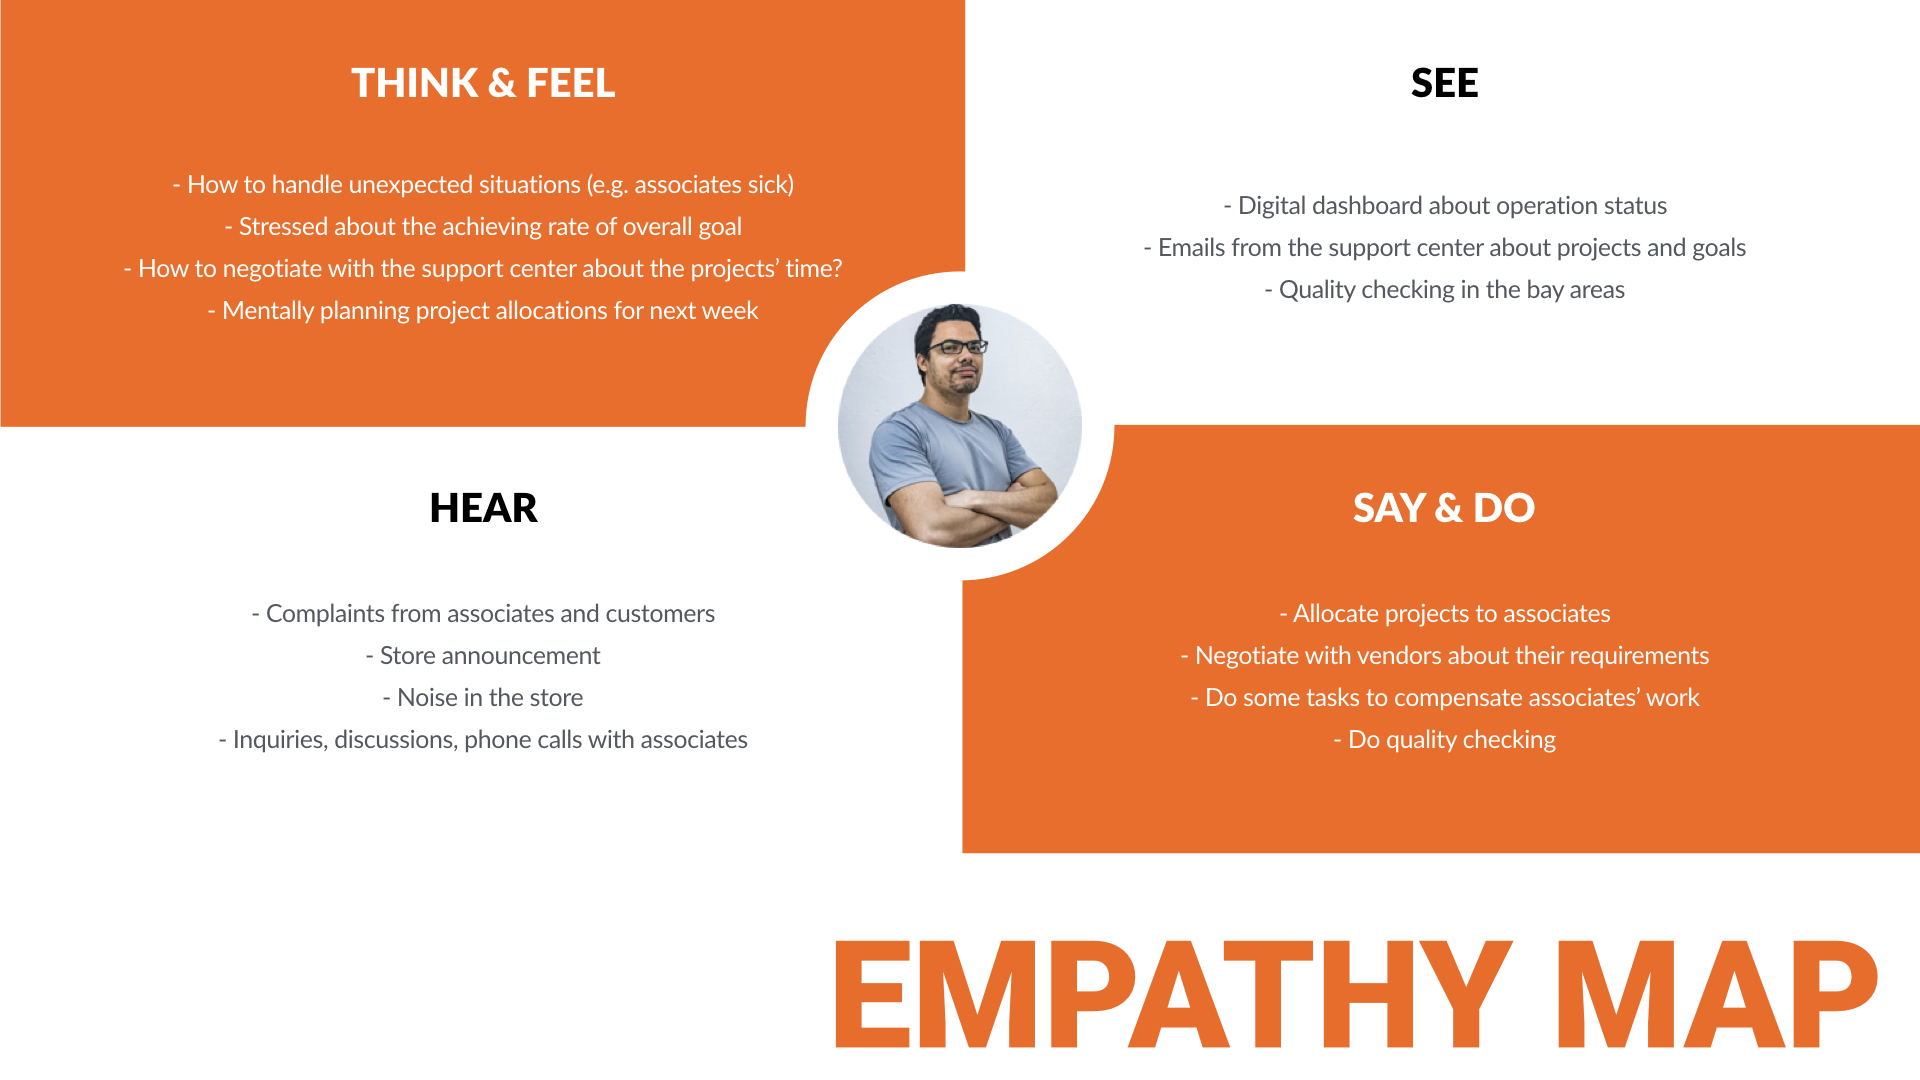 THINK & FEEL
- How to handle unexpected situations (e.g. associates sick)
- Stressed about the achieving rate of overall goal
- How to negotiate with the support center about the projects’ time?
- Mentally planning project allocations for next week
SEE
- Digital dashboard about operation status
- Emails from the support center about projects and goals
- Quality checking in the bay areas
HEAR
- Complaints from associates and customers
- Store announcement
- Noise in the store
- Inquiries, discussions, phone calls with associates
SAY & DO
- Allocate projects to associates
- Negotiate with vendors about their requirements
- Do some tasks to compensate associates’ work
- Do quality checking
EMPATHY MAP